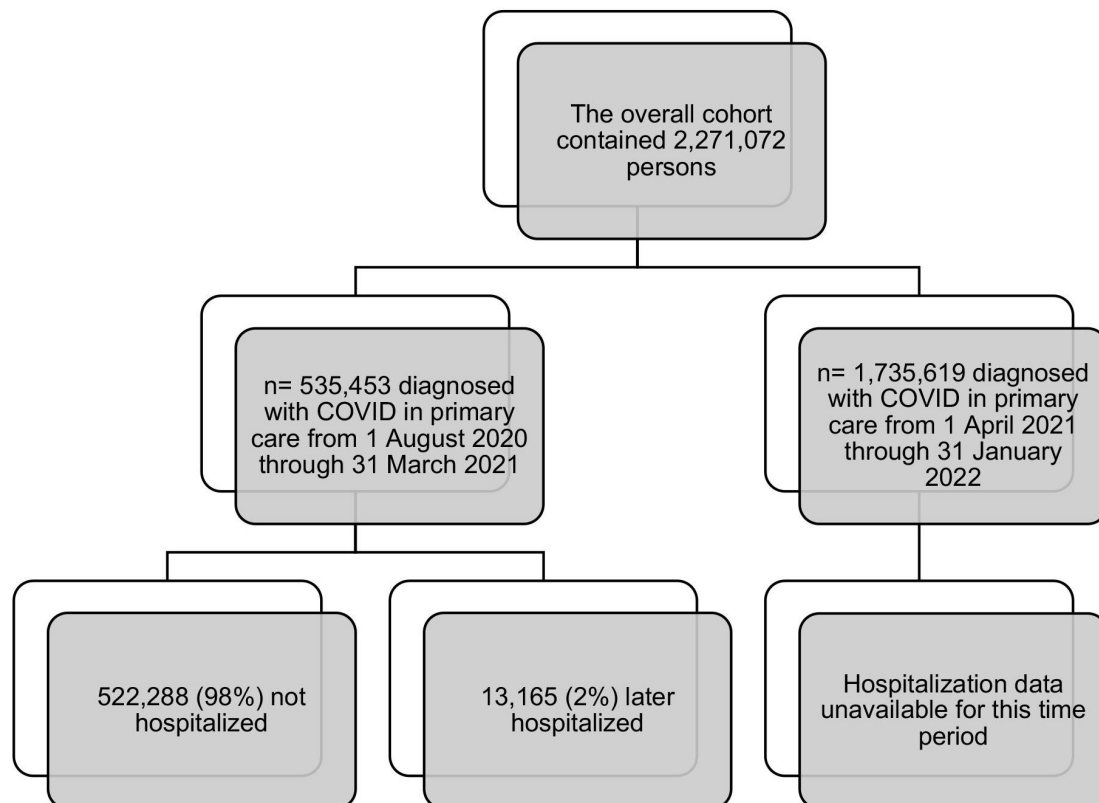 The overall cohort
contained 2,271,072
persons
n= 535,453 diagnosed
with COVID in primary
care from 1 August 2020
through 31 March 2021
n= 1,735,619 diagnosed
with COVID in primary
care from 1 April 2021
through 31 January
2022
522,288 (98%) not
hospitalized
13,165 (2%) later
hospitalized
Hospitalization data
unavailable for this time
period